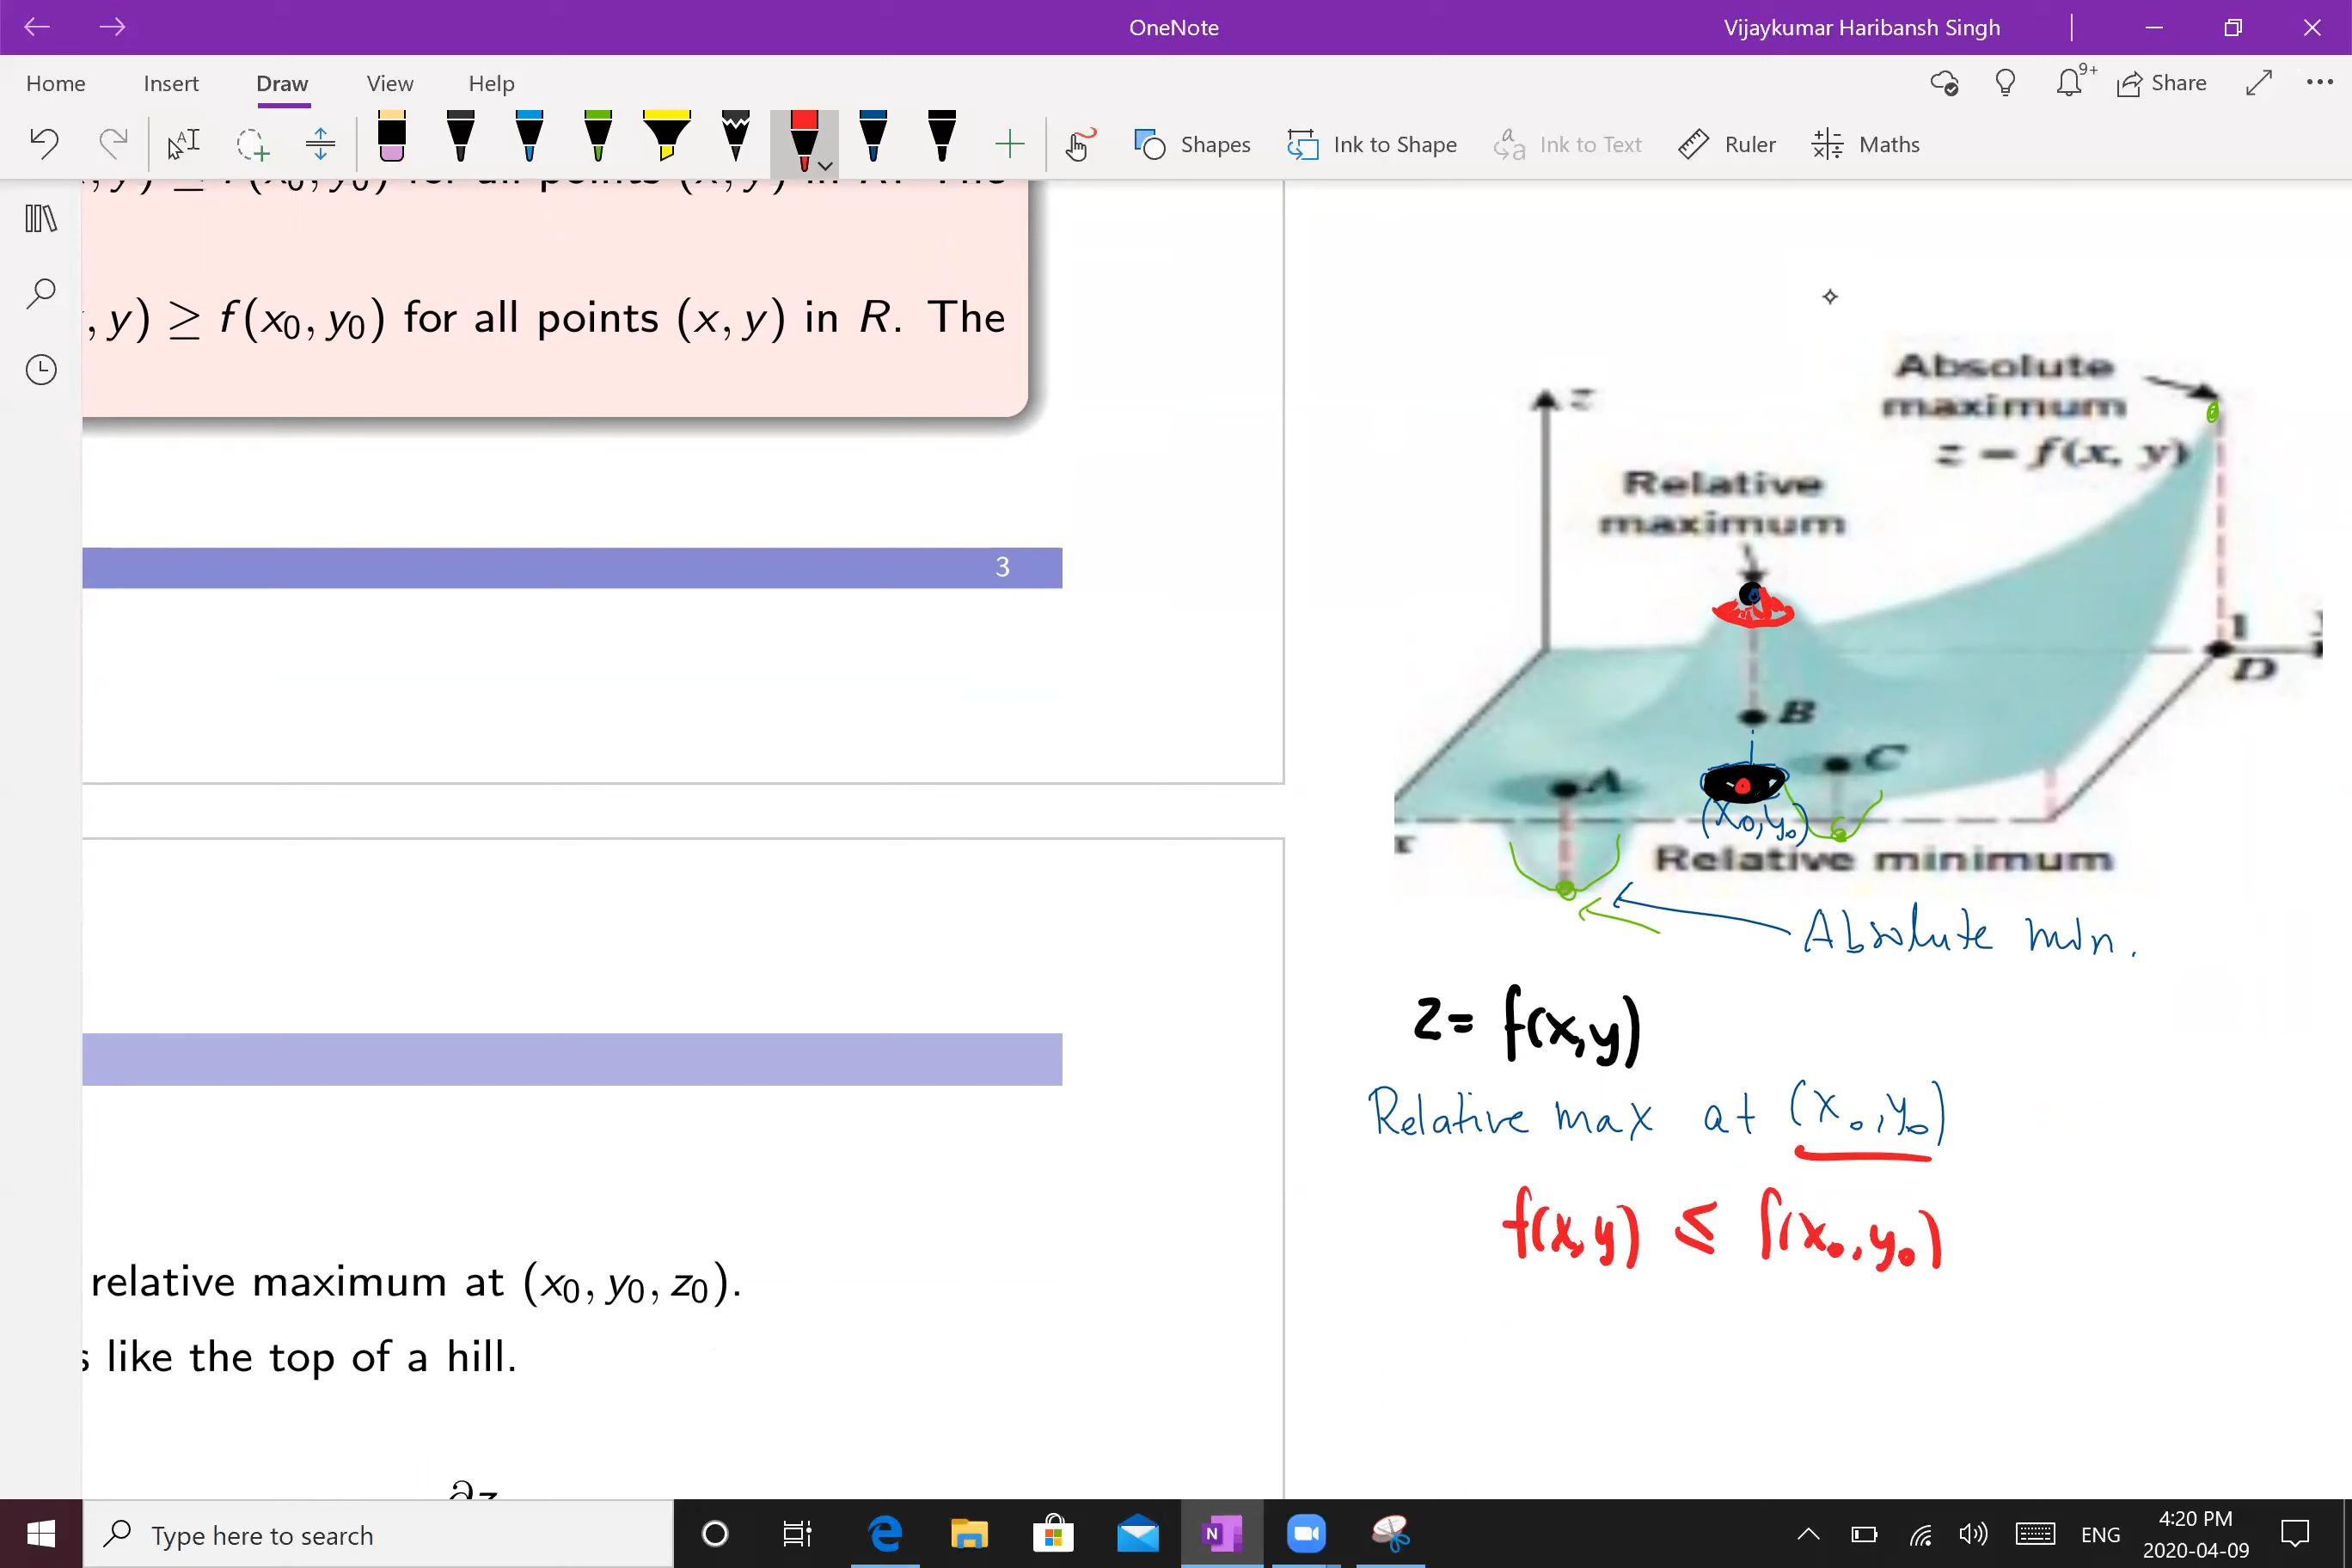 OneNote
Vijaykumar Haribansh Singh
Home Insert Draw View Help
9+
Share
Shapes Ink to Shape Ink to Text Ruler Maths
, y) ≥ f(x₀, y₀) for all points (x, y) in R. The
3
relative maximum at (x₀, y₀, z₀).
s like the top of a hill.
∂z
z
Absolute
maximum
z = f(x, y)
Relative
maximum
1
D
B
C
A
(x₀, y₀)
Relative minimum
Absolute min.
z = f(x,y)
Relative max at (x₀, y₀)
f(x,y) ≤ f(x₀, y₀)
Type here to search
ENG
4:20 PM
2020-04-09